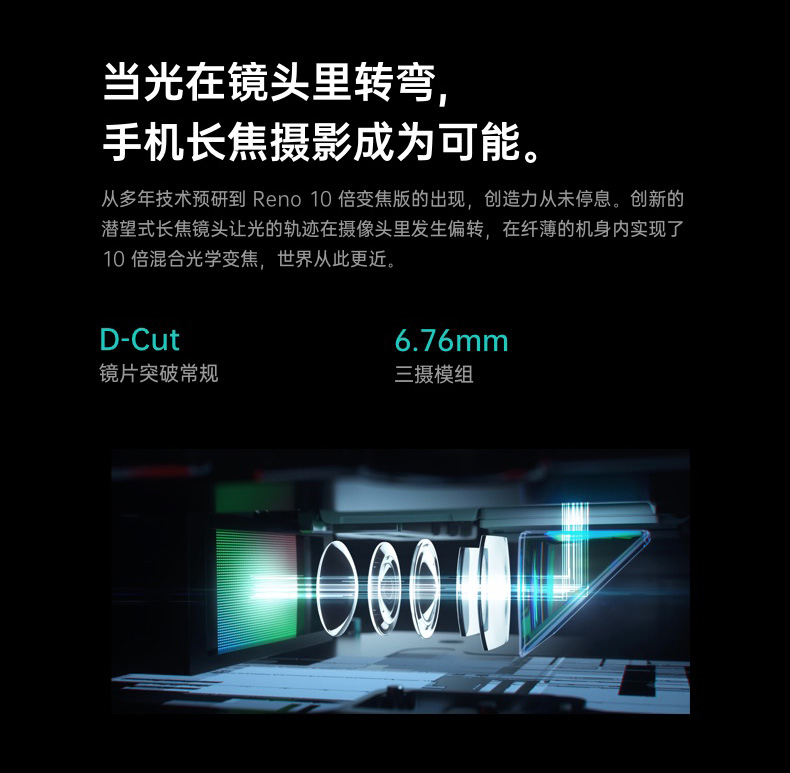 当光在镜头里转弯,
手机长焦摄影成为可能。
从多年技术预研到 Reno 10 倍变焦版的出现，创造力从未停息。创新的
潜望式长焦镜头让光的轨迹在摄像头里发生偏转，在纤薄的机身内实现了
10 倍混合光学变焦，世界从此更近。
D-Cut
镜片突破常规
6.76mm
三摄模组